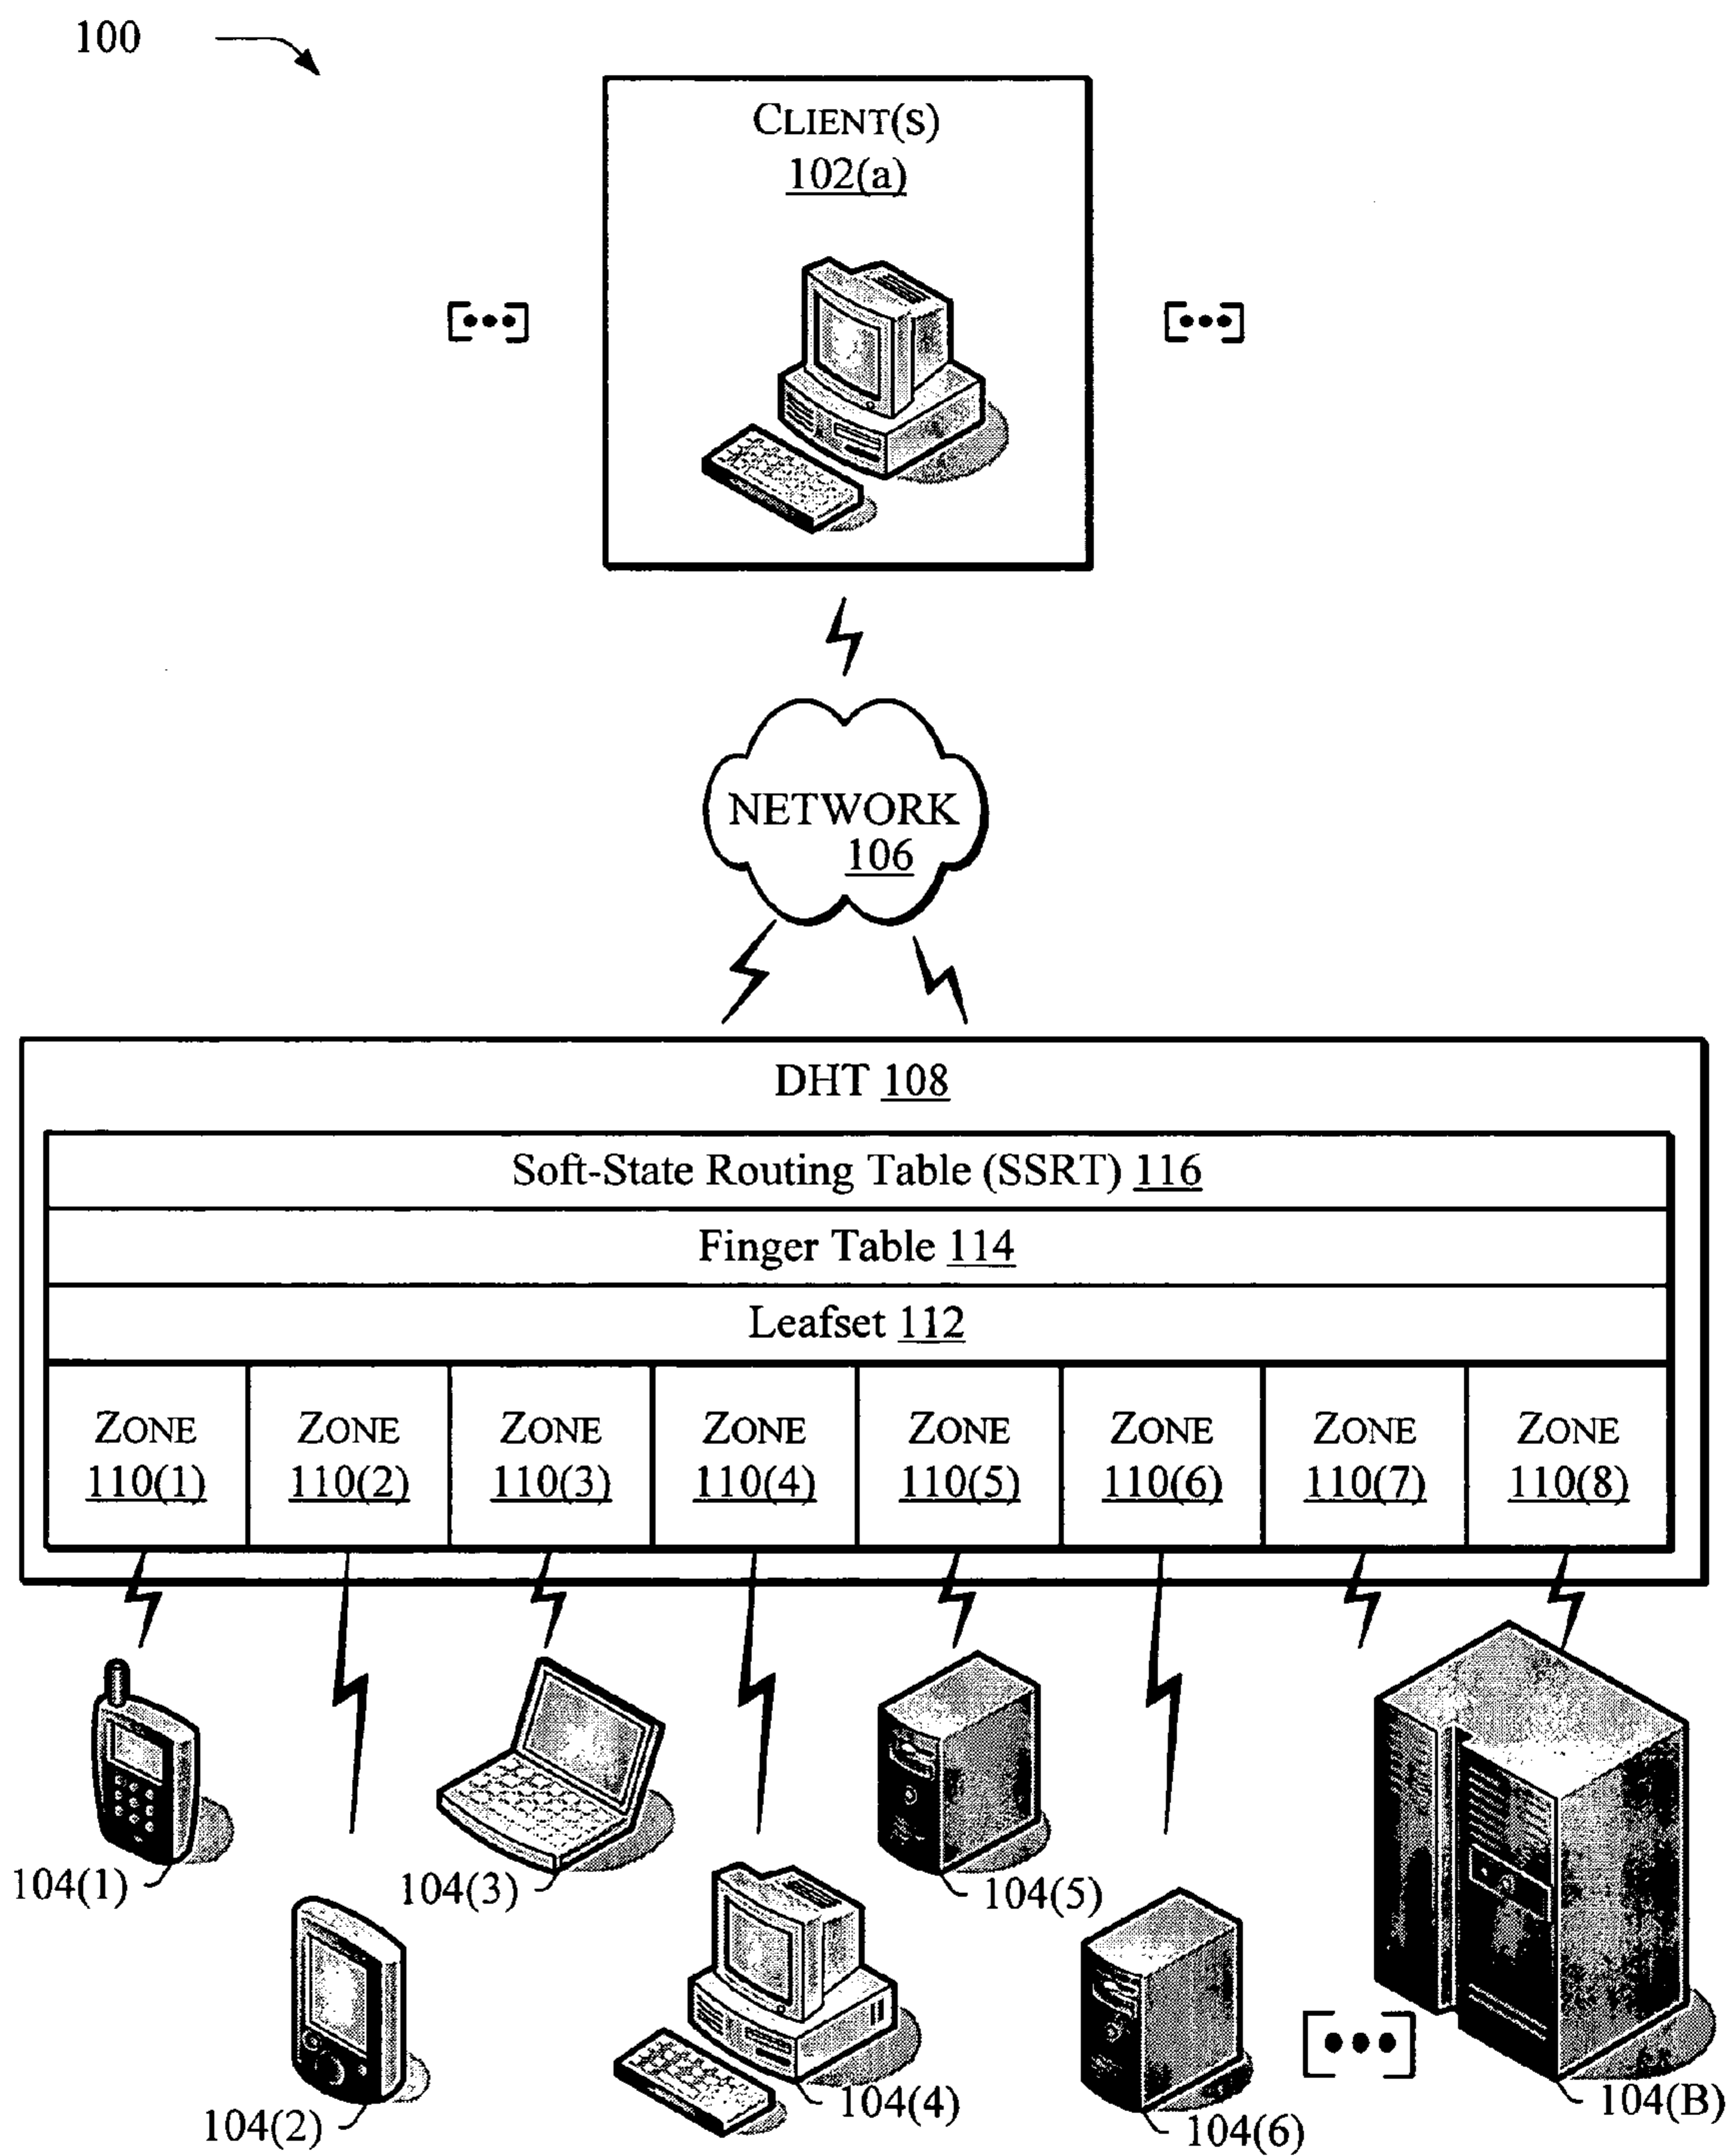 100
CLIENT(S)
102(a)
[•••]
[•••]
NETWORK
106
DHT 108
Soft-State Routing Table (SSRT) 116
Finger Table 114
Leafset 112
ZONE
110(1)
ZONE
110(2)
ZONE
110(3)
ZONE
110(4)
ZONE
110(5)
ZONE
110(6)
ZONE
110(7)
ZONE
110(8)
104(1)
104(3)
104(5)
[•••]
104(2)
104(4)
104(6)
104(B)